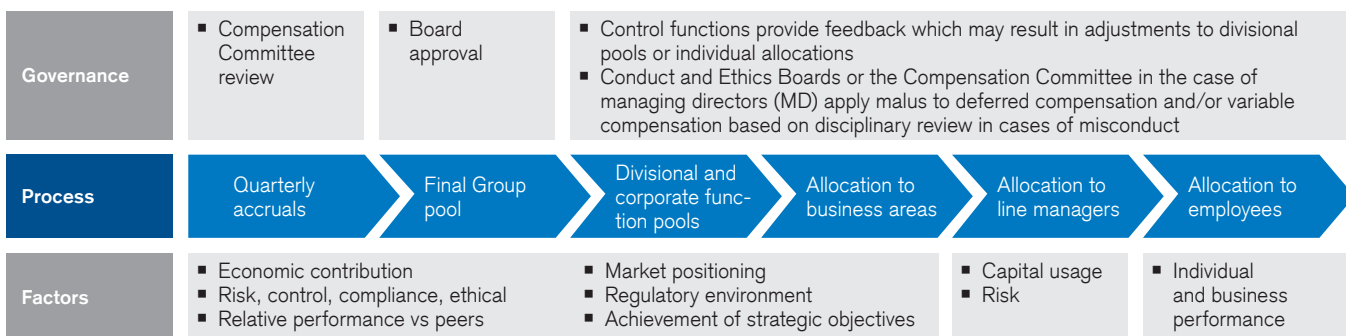 Governance
■ Compensation
Committee
review
■ Board
approval
■ Control functions provide feedback which may result in adjustments to divisional
pools or individual allocations
■ Conduct and Ethics Boards or the Compensation Committee in the case of
managing directors (MD) apply malus to deferred compensation and/or variable
compensation based on disciplinary review in cases of misconduct
Process
Quarterly
accruals
Final Group
pool
Divisional and
corporate func-
tion pools
Allocation to
business areas
Allocation to
line managers
Allocation to
employees
Factors
■ Economic contribution
■ Risk, control, compliance, ethical
■ Relative performance vs peers
■ Market positioning
■ Regulatory environment
■ Achievement of strategic objectives
■ Capital usage
■ Risk
■ Individual
and business
performance